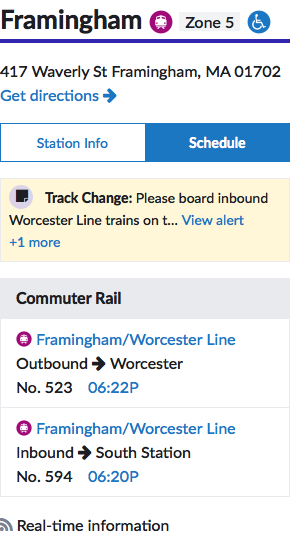 Framingham Zone 5
417 Waverly St Framingham, MA 01702
Get directions
Station Info Schedule
Track Change: Please board inbound
Worcester Line trains on t... View alert
+1 more
Commuter Rail
Framingham/Worcester Line
Outbound → Worcester
No. 523 06:22P
Framingham/Worcester Line
Inbound → South Station
No. 594 06:20P
Real-time information